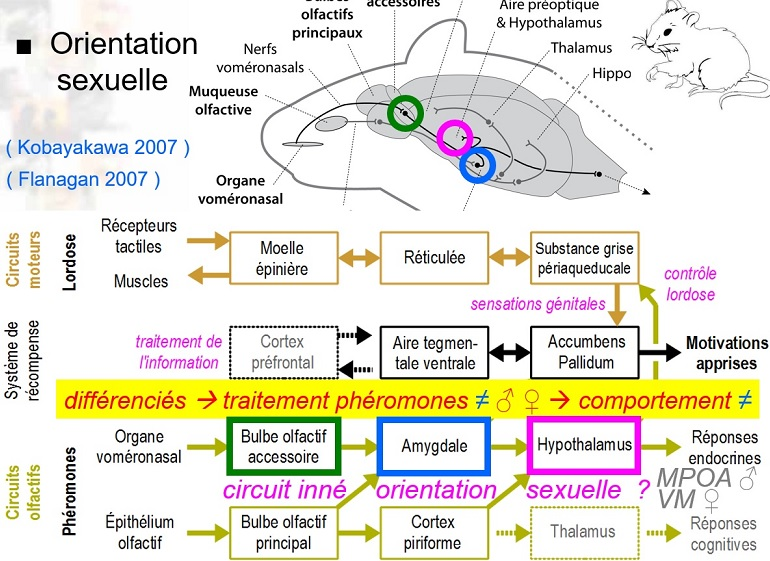 Bulbes
olfactifs
principaux
accessoires
Aire préoptique
& Hypothalamus
■ Orientation
sexuelle
Nerfs
voméronasals
Thalamus
Hippo
Muqueuse
olfactive
( Kobayakawa 2007 )
( Flanagan 2007 )
Organe
voméronasal
Circuits
moteurs
Lordose
Récepteurs
tactiles
Muscles
Moelle
épinière
Réticulée
Substance grise
périaqueducale
contrôle
lordose
sensations génitales
Système de
récompense
traitement de
l'information
Cortex
préfrontal
Aire tegmen-
tale ventrale
Accumbens
Pallidum
Motivations
apprises
différenciés → traitement phéromones ≠ ♂ ♀ → comportement ≠
Circuits
olfactifs
Phéromones
Organe
voméronasal
Bulbe olfactif
accessoire
Amygdale
Hypothalamus
Réponses
endocrines
circuit inné orientation sexuelle ?
MPOA ♂
VM ♀
Épithélium
olfactif
Bulbe olfactif
principal
Cortex
piriforme
Thalamus
Réponses
cognitives